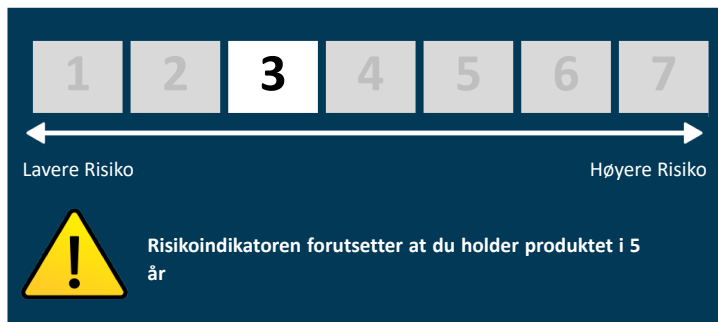 1 2 3 4 5 6 7
Lavere Risiko Høyere Risiko
! Risikoindikatoren forutsetter at du holder produktet i 5
år